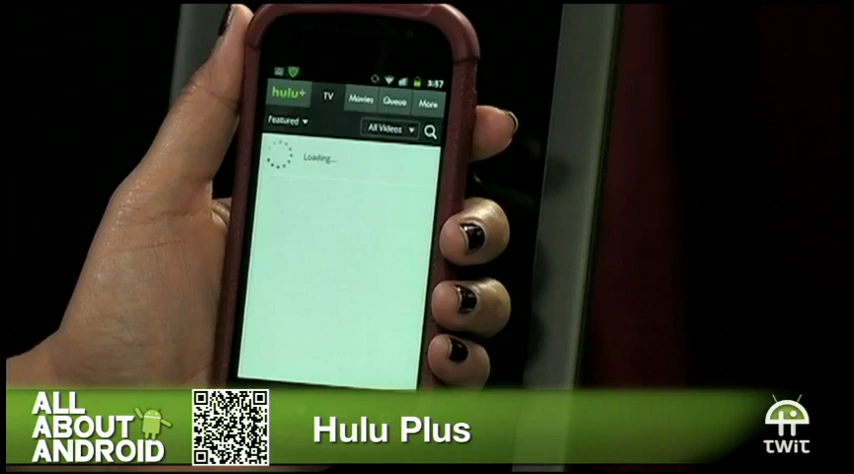 3:57
hulu+ TV Movies Queue More
Featured All Videos
Loading...
ALL
ABOUT
ANDROID
Hulu Plus
TWiT